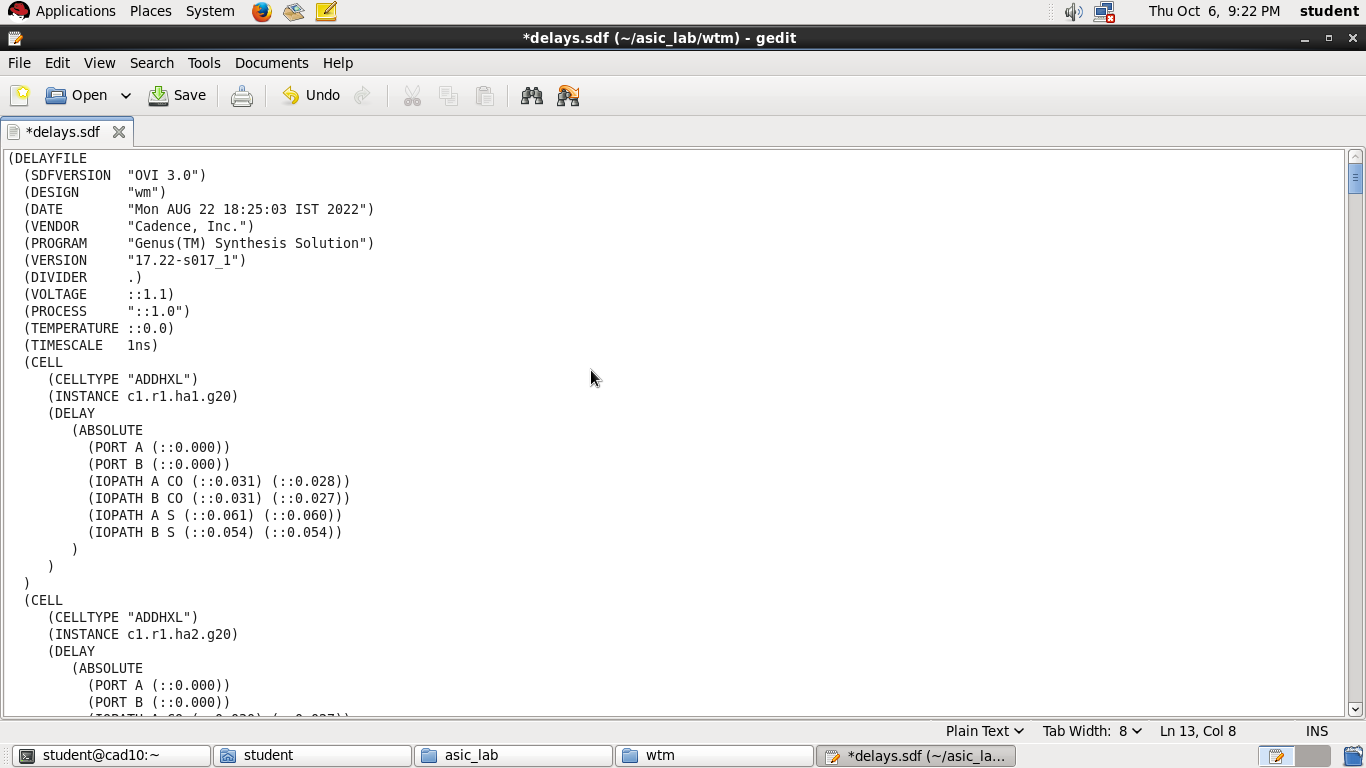 Applications Places System Thu Oct 6, 9:22 PM student
*delays.sdf (~/asic_lab/wtm) - gedit
File Edit View Search Tools Documents Help
Open Save Undo
*delays.sdf
(DELAYFILE
(SDFVERSION "OVI 3.0")
(DESIGN "wm")
(DATE "Mon AUG 22 18:25:03 IST 2022")
(VENDOR "Cadence, Inc.")
(PROGRAM "Genus(TM) Synthesis Solution")
(VERSION "17.22-s017_1")
(DIVIDER .)
(VOLTAGE ::1.1)
(PROCESS "::1.0")
(TEMPERATURE ::0.0)
(TIMESCALE 1ns)
(CELL
(CELLTYPE "ADDHXL")
(INSTANCE c1.r1.ha1.g20)
(DELAY
(ABSOLUTE
(PORT A (::0.000))
(PORT B (::0.000))
(IOPATH A CO (::0.031) (::0.028))
(IOPATH B CO (::0.031) (::0.027))
(IOPATH A S (::0.061) (::0.060))
(IOPATH B S (::0.054) (::0.054))
)
)
)
(CELL
(CELLTYPE "ADDHXL")
(INSTANCE c1.r1.ha2.g20)
(DELAY
(ABSOLUTE
(PORT A (::0.000))
(PORT B (::0.000))
Plain Text Tab Width: 8 Ln 13, Col 8 INS
student@cad10:~ student asic_lab wtm *delays.sdf (~/asic_la...